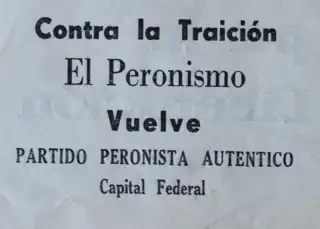 Contra la Traición
El Peronismo
Vuelve
PARTIDO PERONISTA AUTENTICO
Capital Federal